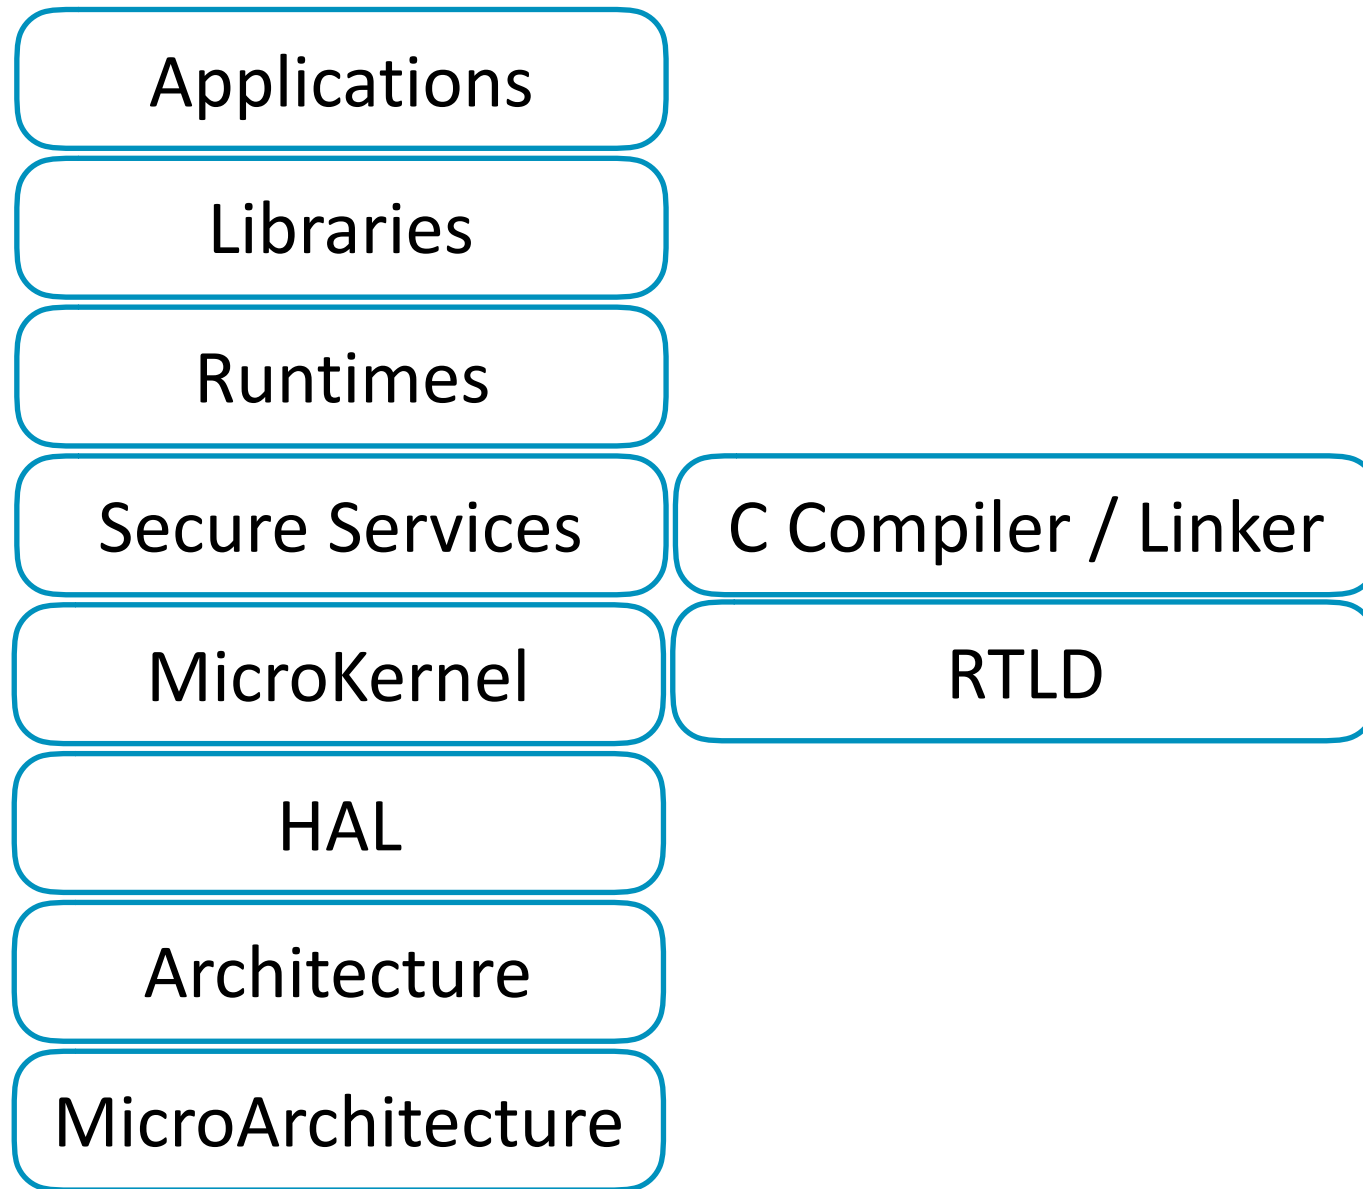 Applications
Libraries
Runtimes
Secure Services
C Compiler / Linker
MicroKernel
RTLD
HAL
Architecture
MicroArchitecture